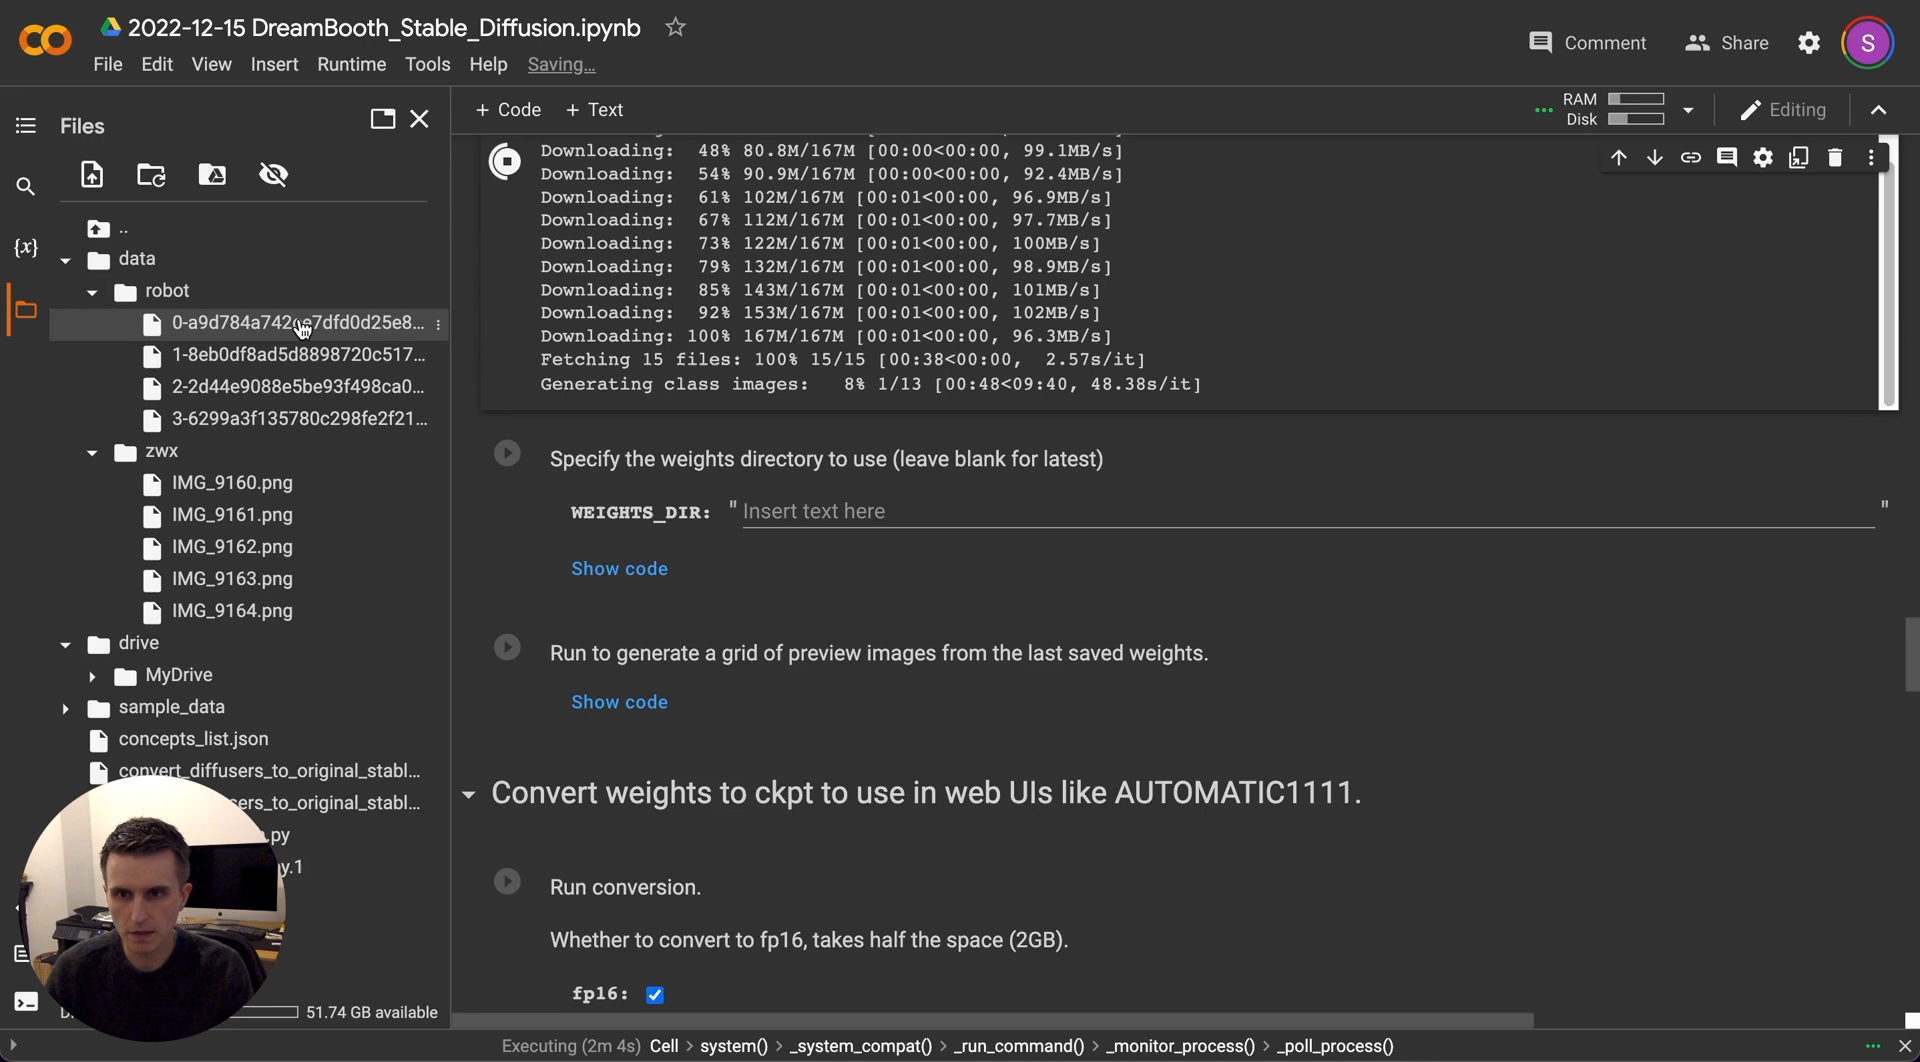 2022-12-15 DreamBooth_Stable_Diffusion.ipynb
File Edit View Insert Runtime Tools Help Saving...
Comment Share S
Files
+ Code + Text
RAM
Disk
Editing
..
data
robot
0-a9d784a742 7dfd0d25e8...
1-8eb0df8ad5d8898720c517...
2-2d44e9088e5be93f498ca0...
3-6299a3f135780c298fe2f21...
zwx
IMG_9160.png
IMG_9161.png
IMG_9162.png
IMG_9163.png
IMG_9164.png
drive
MyDrive
sample_data
concepts_list.json
convert_diffusers_to_original_stabl...
sers_to_original_stabl...
.py
y.1
51.74 GB available
Downloading: 48% 80.8M/167M [00:00<00:00, 99.1MB/s]
Downloading: 54% 90.9M/167M [00:00<00:00, 92.4MB/s]
Downloading: 61% 102M/167M [00:01<00:00, 96.9MB/s]
Downloading: 67% 112M/167M [00:01<00:00, 97.7MB/s]
Downloading: 73% 122M/167M [00:01<00:00, 100MB/s]
Downloading: 79% 132M/167M [00:01<00:00, 98.9MB/s]
Downloading: 85% 143M/167M [00:01<00:00, 101MB/s]
Downloading: 92% 153M/167M [00:01<00:00, 102MB/s]
Downloading: 100% 167M/167M [00:01<00:00, 96.3MB/s]
Fetching 15 files: 100% 15/15 [00:38<00:00, 2.57s/it]
Generating class images: 8% 1/13 [00:48<09:40, 48.38s/it]
Specify the weights directory to use (leave blank for latest)
WEIGHTS_DIR: " Insert text here "
Show code
Run to generate a grid of preview images from the last saved weights.
Show code
Convert weights to ckpt to use in web UIs like AUTOMATIC1111.
Run conversion.
Whether to convert to fp16, takes half the space (2GB).
fp16:
Executing (2m 4s) Cell > system() > _system_compat() > _run_command() > _monitor_process() > _poll_process()